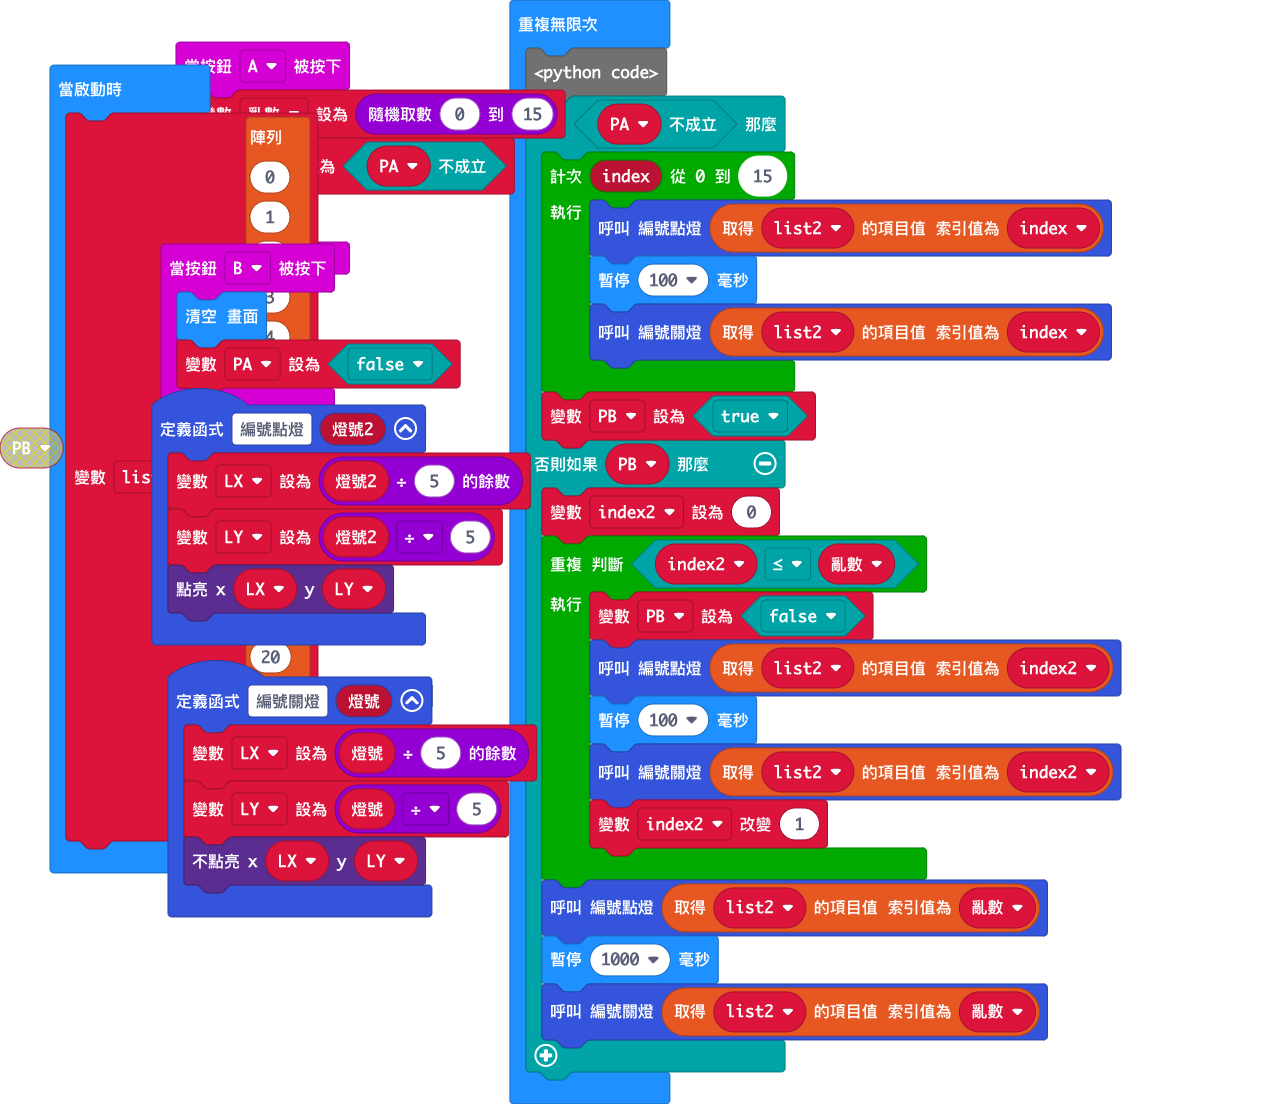 重複無限次
<python code>
PA 不成立 那麼
計次 index 從 0 到 15
執行
呼叫 編號點燈 取得 list2 的項目值 索引值為 index
暫停 100 毫秒
呼叫 編號關燈 取得 list2 的項目值 索引值為 index
變數 PB 設為 true
否則如果 PB 那麼
變數 index2 設為 0
重複 判斷 index2 ≤ 亂數
執行
變數 PB 設為 false
呼叫 編號點燈 取得 list2 的項目值 索引值為 index2
暫停 100 毫秒
呼叫 編號關燈 取得 list2 的項目值 索引值為 index2
變數 index2 改變 1
呼叫 編號點燈 取得 list2 的項目值 索引值為 亂數
暫停 1000 毫秒
呼叫 編號關燈 取得 list2 的項目值 索引值為 亂數
當按鈕 A 被按下
設為 隨機取數 0 到 15
為 PA 不成立
當啟動時
陣列
0
1
3
4
20
變數 lis
當按鈕 B 被按下
清空 畫面
變數 PA 設為 false
PB
定義函式 編號點燈 燈號2
變數 LX 設為 燈號2 ÷ 5 的餘數
變數 LY 設為 燈號2 ÷ 5
點亮 x LX y LY
定義函式 編號關燈 燈號
變數 LX 設為 燈號 ÷ 5 的餘數
變數 LY 設為 燈號 ÷ 5
不點亮 x LX y LY